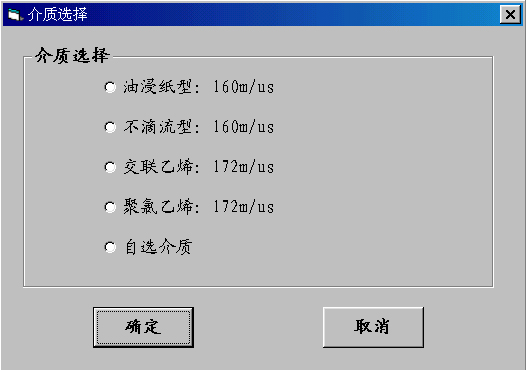 介质选择
介质选择
油浸纸型: 160m/us
不滴流型: 160m/us
交联乙烯: 172m/us
聚氯乙烯: 172m/us
自选介质
确定
取消